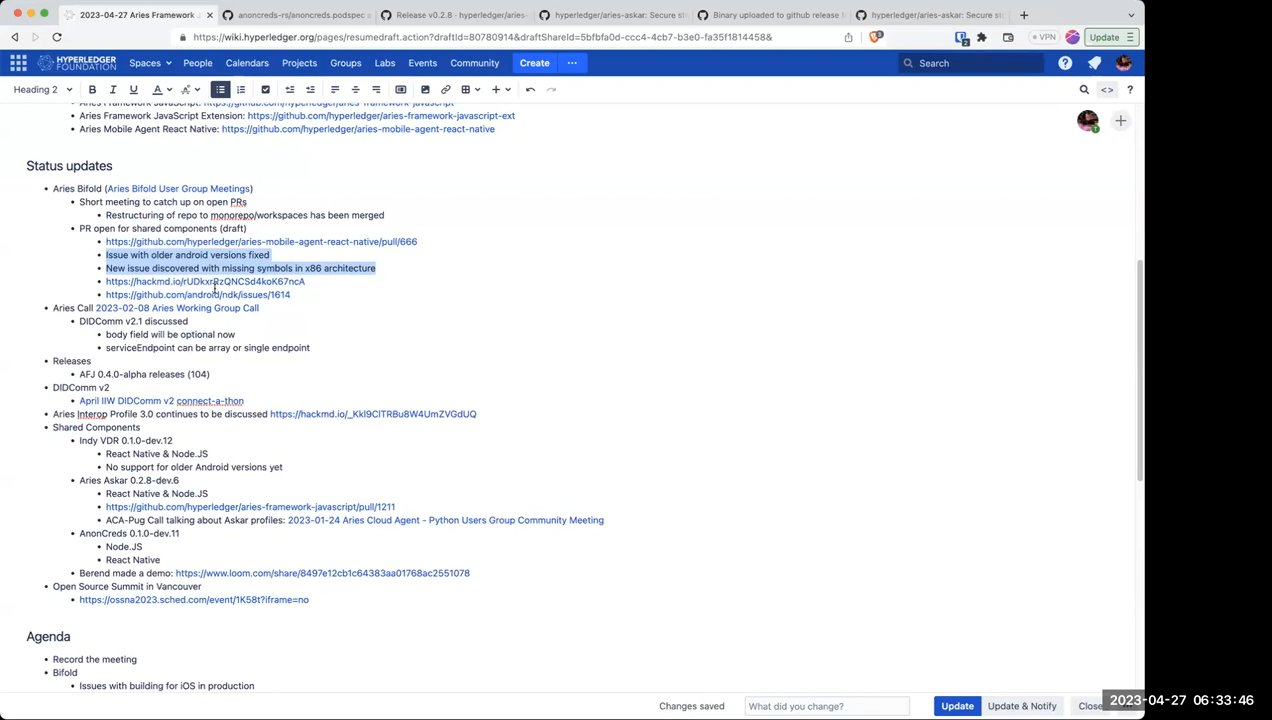 2023-04-27 Aries Framework J
anoncreds-rs/anoncreds.podspec a
Release v0.2.8 · hyperledger/aries-
hyperledger/aries-askar: Secure st
Binary uploaded to github release
hyperledger/aries-askar: Secure st
https://wiki.hyperledger.org/pages/resumedraft.action?draftId=80780914&draftShareId=5bfbfa0d-ccc4-4cb7-b3e0-fa35f1814458&
VPN
Update
HYPERLEDGER
FOUNDATION
Spaces
People
Calendars
Projects
Groups
Labs
Events
Community
Create
Search
Heading 2
Aries Framework JavaScript: https://github.com/hyperledger/aries-framework-javascript
Aries Framework JavaScript Extension: https://github.com/hyperledger/aries-framework-javascript-ext
Aries Mobile Agent React Native: https://github.com/hyperledger/aries-mobile-agent-react-native
Status updates
Aries Bifold (Aries Bifold User Group Meetings)
Short meeting to catch up on open PRs
Restructuring of repo to monorepo/workspaces has been merged
PR open for shared components (draft)
https://github.com/hyperledger/aries-mobile-agent-react-native/pull/666
Issue with older android versions fixed
New issue discovered with missing symbols in x86 architecture
https://github.com/android/ndk/issues/1614
Aries Call 2023-02-08 Aries Working Group Call
DIDComm v2.1 discussed
body field will be optional now
serviceEndpoint can be array or single endpoint
Releases
AFJ 0.4.0-alpha releases (104)
DIDComm v2
April IIW DIDComm v2 connect-a-thon
Aries Interop Profile 3.0 continues to be discussed https://hackmd.io/_KkI9ClTRBu8W4UmZVGdUQ
Shared Components
Indy VDR 0.1.0-dev.12
React Native & Node.JS
No support for older Android versions yet
Aries Askar 0.2.8-dev.6
React Native & Node.JS
https://github.com/hyperledger/aries-framework-javascript/pull/1211
ACA-Pug Call talking about Askar profiles: 2023-01-24 Aries Cloud Agent - Python Users Group Community Meeting
AnonCreds 0.1.0-dev.11
Node.JS
React Native
Berend made a demo: https://www.loom.com/share/8497e12cb1c64383aa01768ac2551078
Open Source Summit in Vancouver
https://ossna2023.sched.com/event/1K58t?iframe=no
Agenda
Record the meeting
Bifold
Issues with building for iOS in production
Changes saved
What did you change?
Update
Update & Notify
Close
2023-04-27 06:33:46